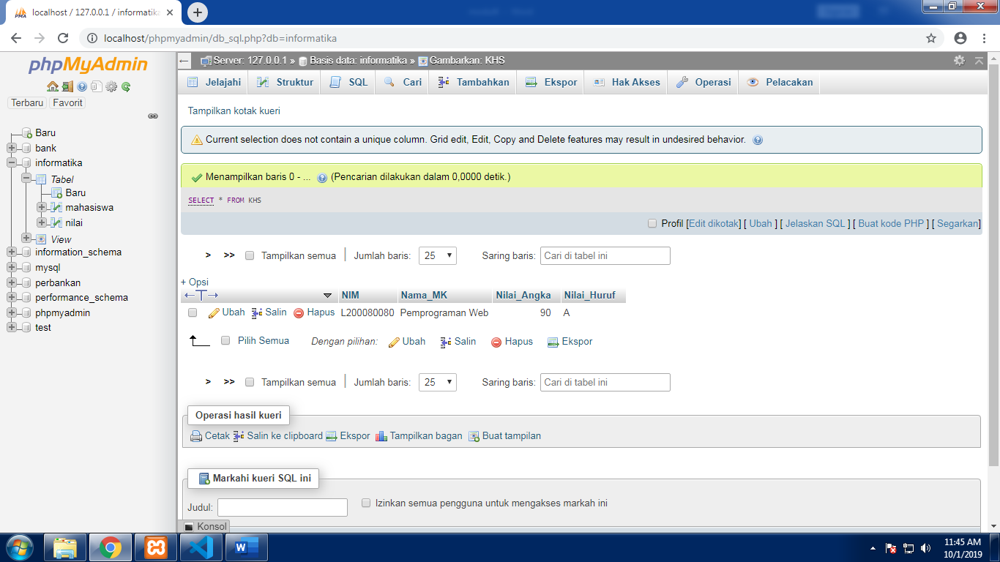 localhost / 127.0.0.1 / informatika
localhost/phpmyadmin/db_sql.php?db=informatika
phpMyAdmin
Terbaru Favorit
Baru
bank
informatika
Tabel
Baru
mahasiswa
nilai
View
information_schema
mysql
perbankan
performance_schema
phpmyadmin
test
Server: 127.0.0.1 » Basis data: informatika » Gambarkan: KHS
Jelajahi Struktur SQL Cari Tambahkan Ekspor Hak Akses Operasi Pelacakan
Tampilkan kotak kueri
Current selection does not contain a unique column. Grid edit, Edit, Copy and Delete features may result in undesired behavior.
Menampilkan baris 0 - ... (Pencarian dilakukan dalam 0,0000 detik.)
SELECT * FROM KHS
Profil [Edit dikotak] [ Ubah ] [ Jelaskan SQL ] [ Buat kode PHP ] [ Segarkan]
> >> Tampilkan semua | Jumlah baris: 25 Saring baris: Cari di tabel ini
+ Opsi
←T→ NIM Nama_MK Nilai_Angka Nilai_Huruf
Ubah Salin Hapus L200080080 Pemprograman Web 90 A
Pilih Semua Dengan pilihan: Ubah Salin Hapus Ekspor
> >> Tampilkan semua | Jumlah baris: 25 Saring baris: Cari di tabel ini
Operasi hasil kueri
Cetak Salin ke clipboard Ekspor Tampilkan bagan Buat tampilan
Markahi kueri SQL ini
Judul: Izinkan semua pengguna untuk mengakses markah ini
Konsol
11:45 AM
10/1/2019